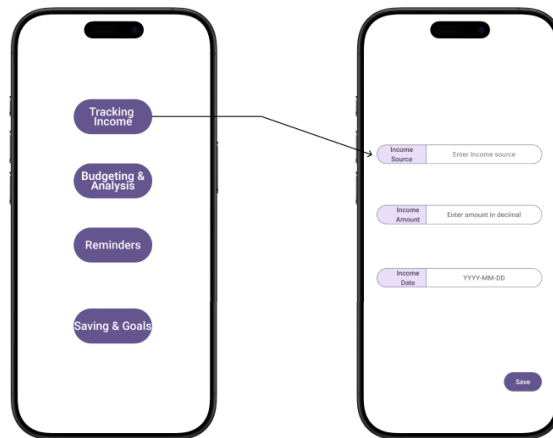 Tracking
Income
Budgeting &
Analysis
Reminders
Saving & Goals
Income
Source
Enter Income source
Income
Amount
Enter amount in decimal
Income
Date
YYYY-MM-DD
Save